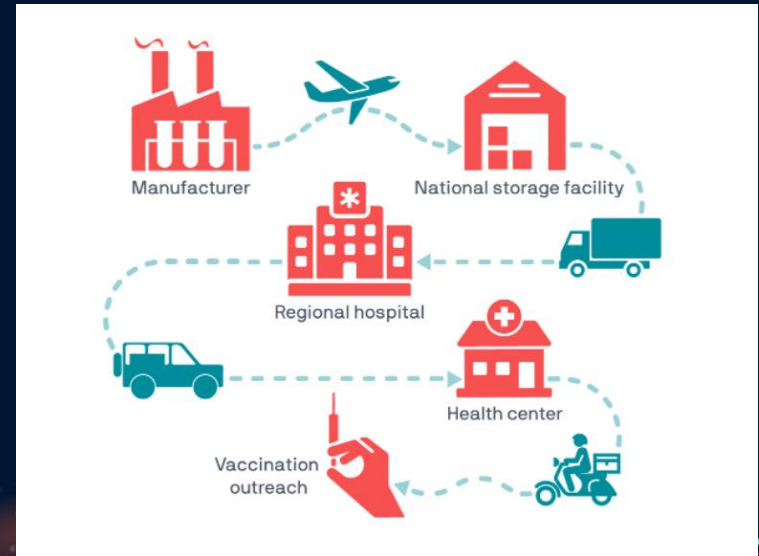 Manufacturer
National storage facility
Regional hospital
Health center
Vaccination
outreach